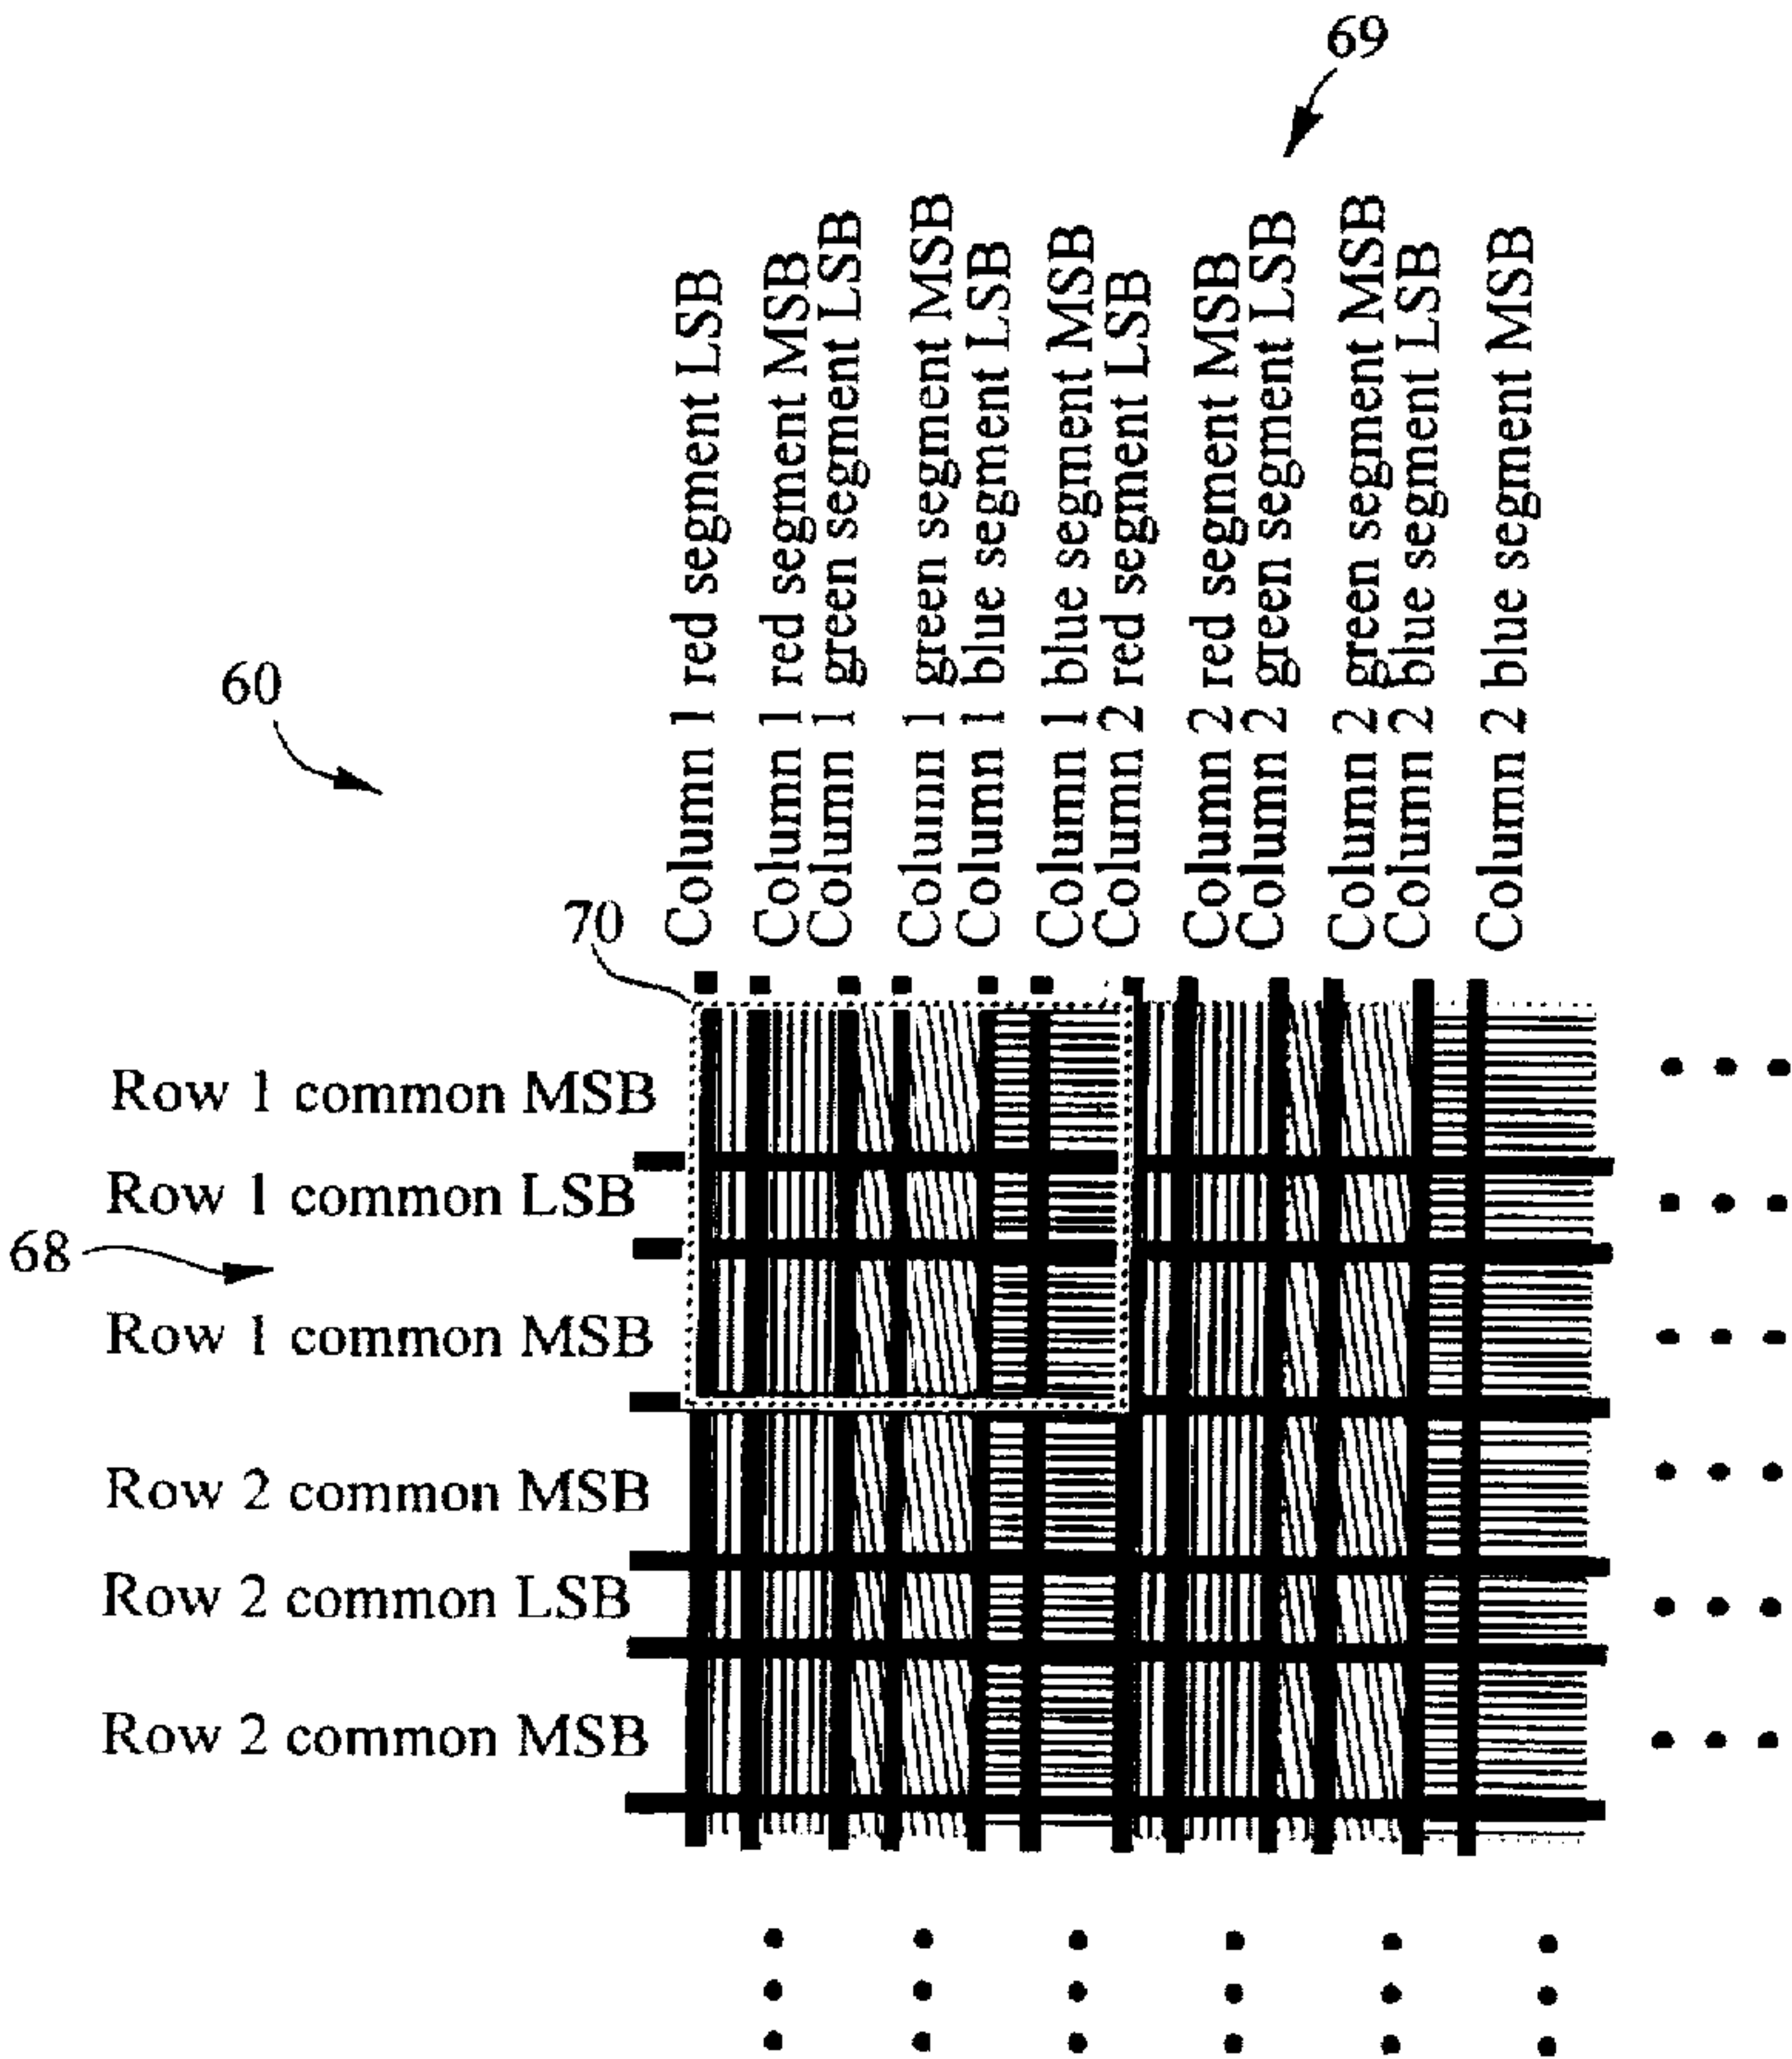 69
Column 1 red segment LSB
Column 1 red segment MSB
Column 1 green segment LSB
Column 1 green segment MSB
Column 1 blue segment LSB
Column 1 blue segment MSB
Column 2 red segment LSB
Column 2 red segment MSB
Column 2 green segment LSB
Column 2 green segment MSB
Column 2 blue segment LSB
Column 2 blue segment MSB
60
70
Row 1 common MSB
Row 1 common LSB
68
Row 1 common MSB
Row 2 common MSB
Row 2 common LSB
Row 2 common MSB